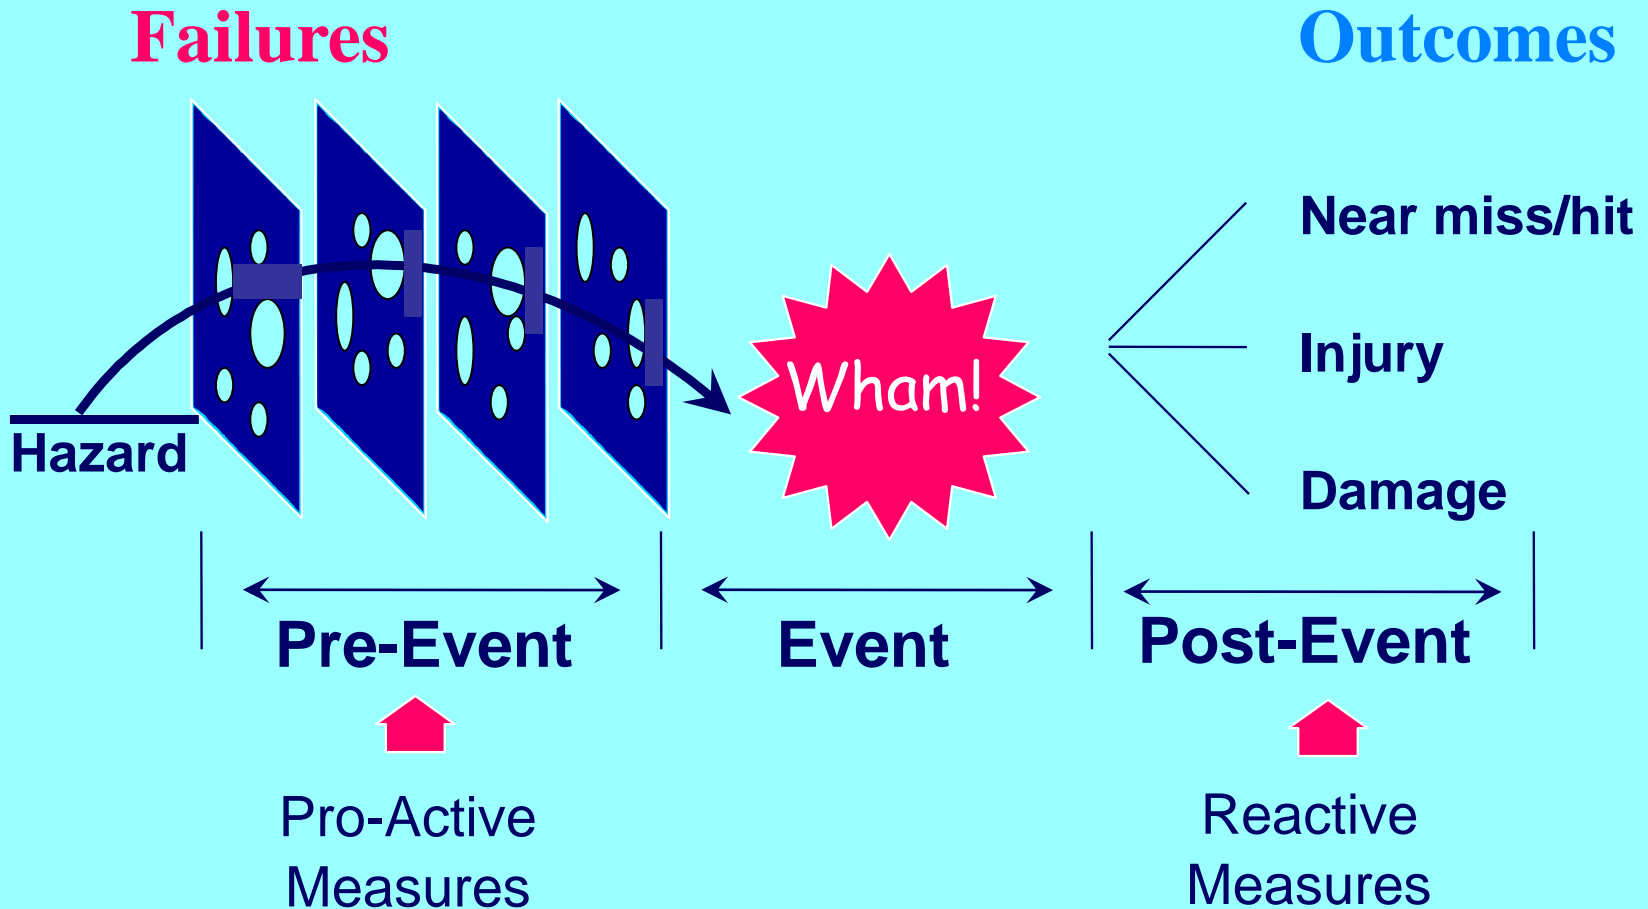 Failures
Outcomes
Near miss/hit
Wham!
Injury
Hazard
Damage
Pre-Event
Event
Post-Event
Pro-Active
Measures
Reactive
Measures